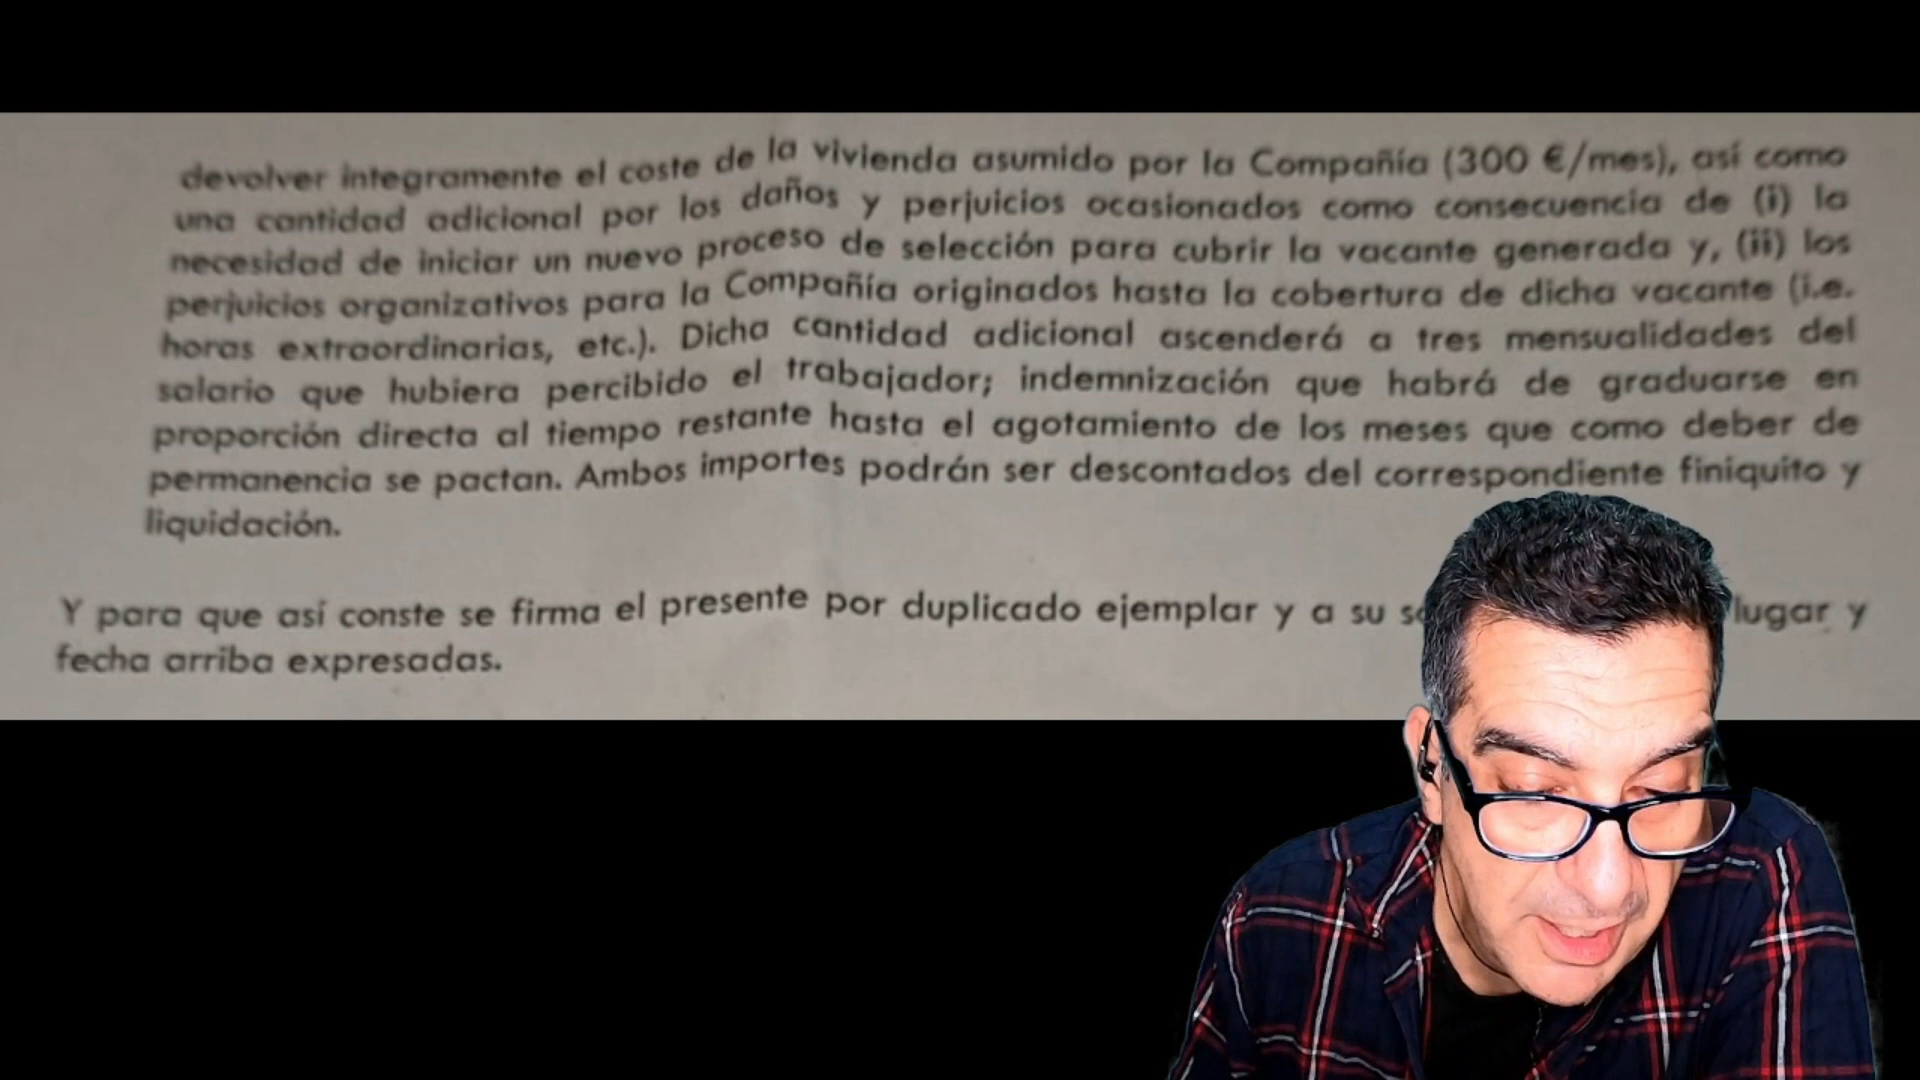 devolver integramente el coste de la vivienda asumido por la Compañía (300 €/mes), así como
una cantidad adicional por los daños y perjuicios ocasionados como consecuencia de (i) la
necesidad de iniciar un nuevo proceso de selección para cubrir la vacante generada y, (ii) los
perjuicios organizativos para la Compañía originados hasta la cobertura de dicha vacante (i.e.
horas extraordinarias, etc.). Dicha cantidad adicional ascenderá a tres mensualidades del
salario que hubiera percibido el trabajador; indemnización que habrá de graduarse en
proporción directa al tiempo restante hasta el agotamiento de los meses que como deber de
permanencia se pactan. Ambos importes podrán ser descontados del correspondiente finiquito y
liquidación.
Y para que así conste se firma el presente por duplicado ejemplar y a su lugar y
fecha arriba expresadas.